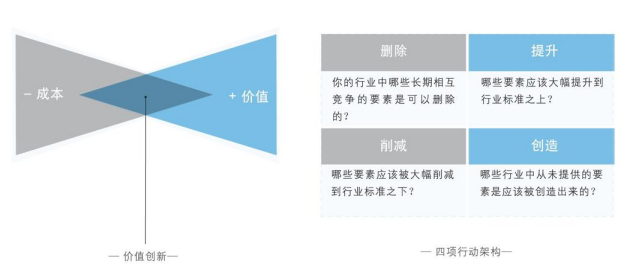 − 成本
+ 价值
— 价值创新—
删除
提升
你的行业中哪些长期相互
竞争的要素是可以删除
的?
哪些要素应该大幅提升到
行业标准之上?
削减
创造
哪些要素应该被大幅削减
到行业标准之下?
哪些行业中从未提供的要
素是应该被创造出来的?
— 四项行动架构—